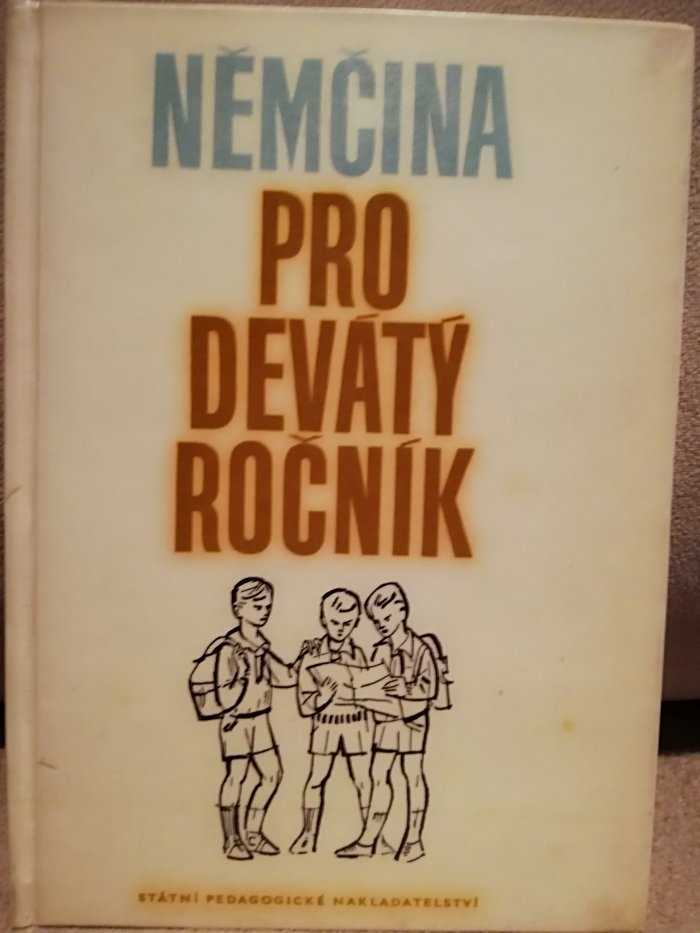 NĚMČINA
PRO
DEVÁTÝ
ROČNÍK
STÁTNÍ PEDAGOGICKÉ NAKLADATELSTVÍ